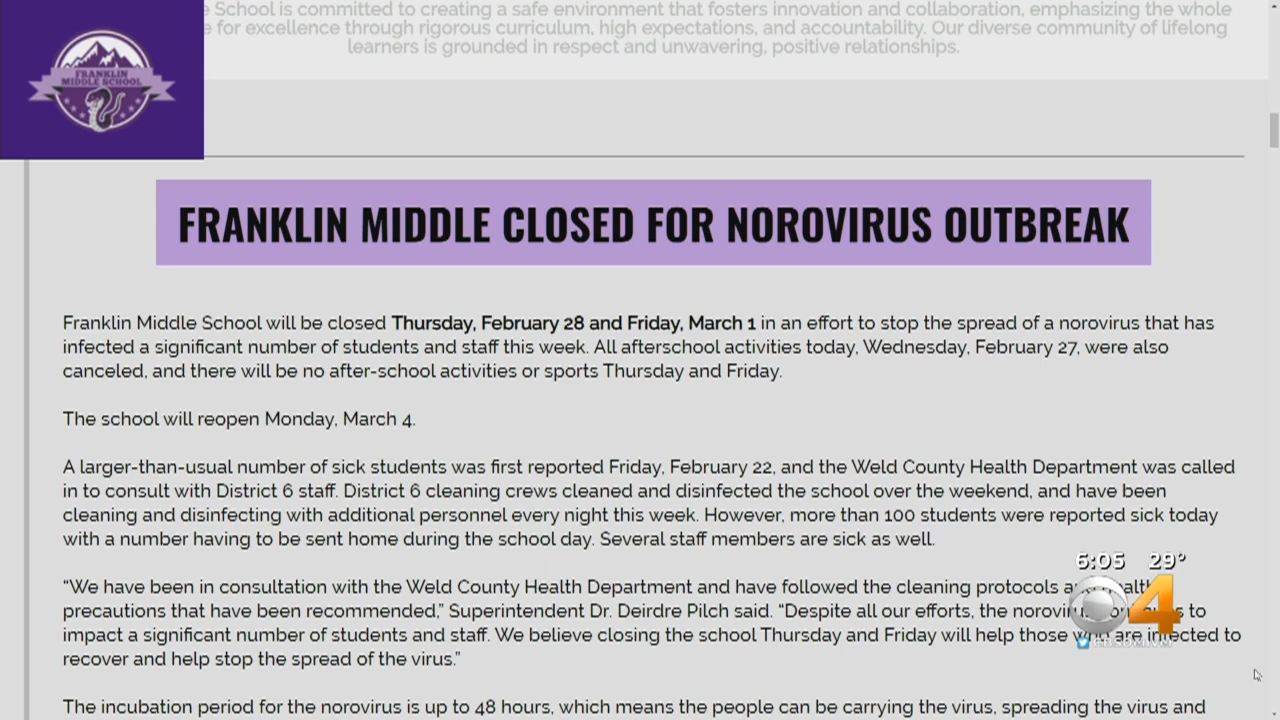 School is committed to creating a safe environment that fosters innovation and collaboration, emphasizing the whole
for excellence through rigorous curriculum, high expectations, and accountability. Our diverse community of lifelong
learners is grounded in respect and unwavering, positive relationships.
FRANKLIN
MIDDLE SCHOOL
FRANKLIN MIDDLE CLOSED FOR NOROVIRUS OUTBREAK
Franklin Middle School will be closed Thursday, February 28 and Friday, March 1 in an effort to stop the spread of a norovirus that has
infected a significant number of students and staff this week. All afterschool activities today, Wednesday, February 27, were also
canceled, and there will be no after-school activities or sports Thursday and Friday.
The school will reopen Monday, March 4.
A larger-than-usual number of sick students was first reported Friday, February 22, and the Weld County Health Department was called
in to consult with District 6 staff. District 6 cleaning crews cleaned and disinfected the school over the weekend, and have been
cleaning and disinfecting with additional personnel every night this week. However, more than 100 students were reported sick today
with a number having to be sent home during the school day. Several staff members are sick as well.
“We have been in consultation with the Weld County Health Department and have followed the cleaning protocols
precautions that have been recommended,” Superintendent Dr. Deirdre Pilch said. “Despite all our efforts, the to
impact a significant number of students and staff. We believe closing the school Thursday and Friday will help those are infected to
recover and help stop the spread of the virus.”
The incubation period for the norovirus is up to 48 hours, which means the people can be carrying the virus, spreading the virus and
6:05 29°
4